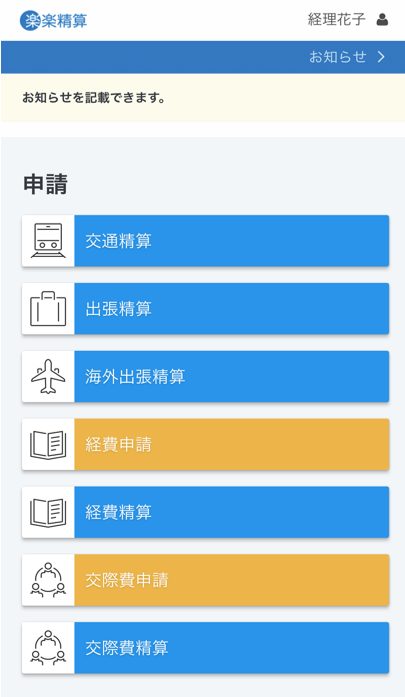 楽楽精算
経理花子
お知らせ
お知らせを記載できます。
申請
交通精算
出張精算
海外出張精算
経費申請
経費精算
交際費申請
交際費精算